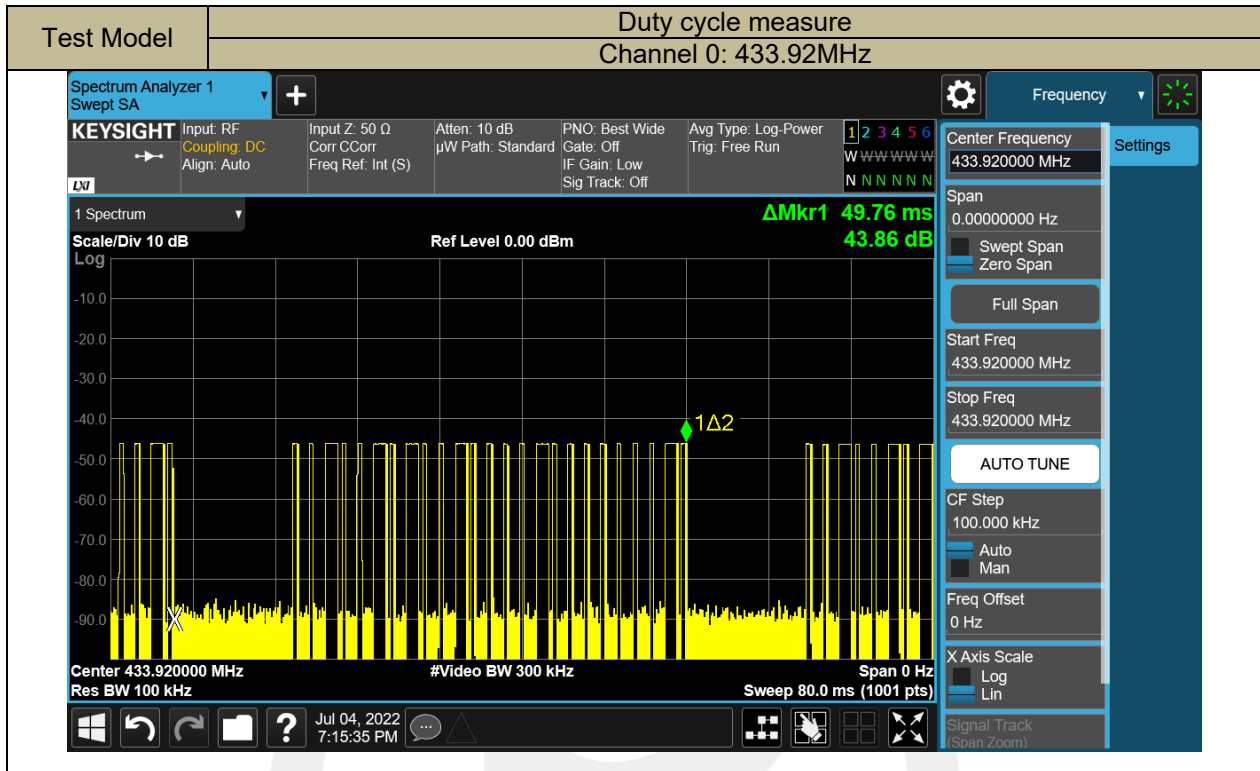 Test Model
Duty cycle measure
Channel 0: 433.92MHz
Spectrum Analyzer 1
Swept SA
Frequency
KEYSIGHT
Input: RF
Coupling: DC
Align: Auto
Input Z: 50 Ω
Corr CCorr
Freq Ref: Int (S)
Atten: 10 dB
µW Path: Standard
PNO: Best Wide
Gate: Off
IF Gain: Low
Sig Track: Off
Avg Type: Log-Power
Trig: Free Run
1 2 3 4 5 6
W W W W W W
N N N N N N
LXI
Center Frequency
433.920000 MHz
Settings
Span
0.00000000 Hz
Swept Span
Zero Span
Full Span
Start Freq
433.920000 MHz
Stop Freq
433.920000 MHz
AUTO TUNE
CF Step
100.000 kHz
Auto
Man
Freq Offset
0 Hz
X Axis Scale
Log
Lin
Signal Track
(Span Zoom)
1 Spectrum
ΔMkr1 49.76 ms
Scale/Div 10 dB
Ref Level 0.00 dBm
43.86 dB
Log
-10.0
-20.0
-30.0
-40.0
1Δ2
-50.0
-60.0
-70.0
-80.0
-90.0
X
Center 433.920000 MHz
#Video BW 300 kHz
Span 0 Hz
Res BW 100 kHz
Sweep 80.0 ms (1001 pts)
?
Jul 04, 2022
7:15:35 PM